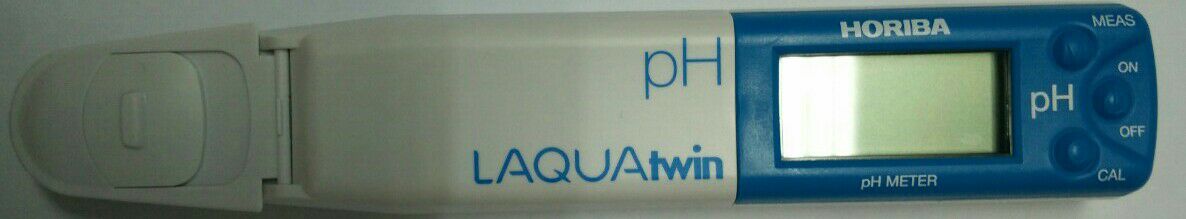 pH
LAQUAtwin
HORIBA
pH METER
MEAS
ON
pH
OFF
CAL